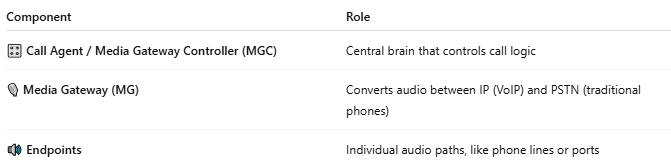 Component Role
Call Agent / Media Gateway Controller (MGC) Central brain that controls call logic
Media Gateway (MG) Converts audio between IP (VoIP) and PSTN (traditional
phones)
Endpoints Individual audio paths, like phone lines or ports